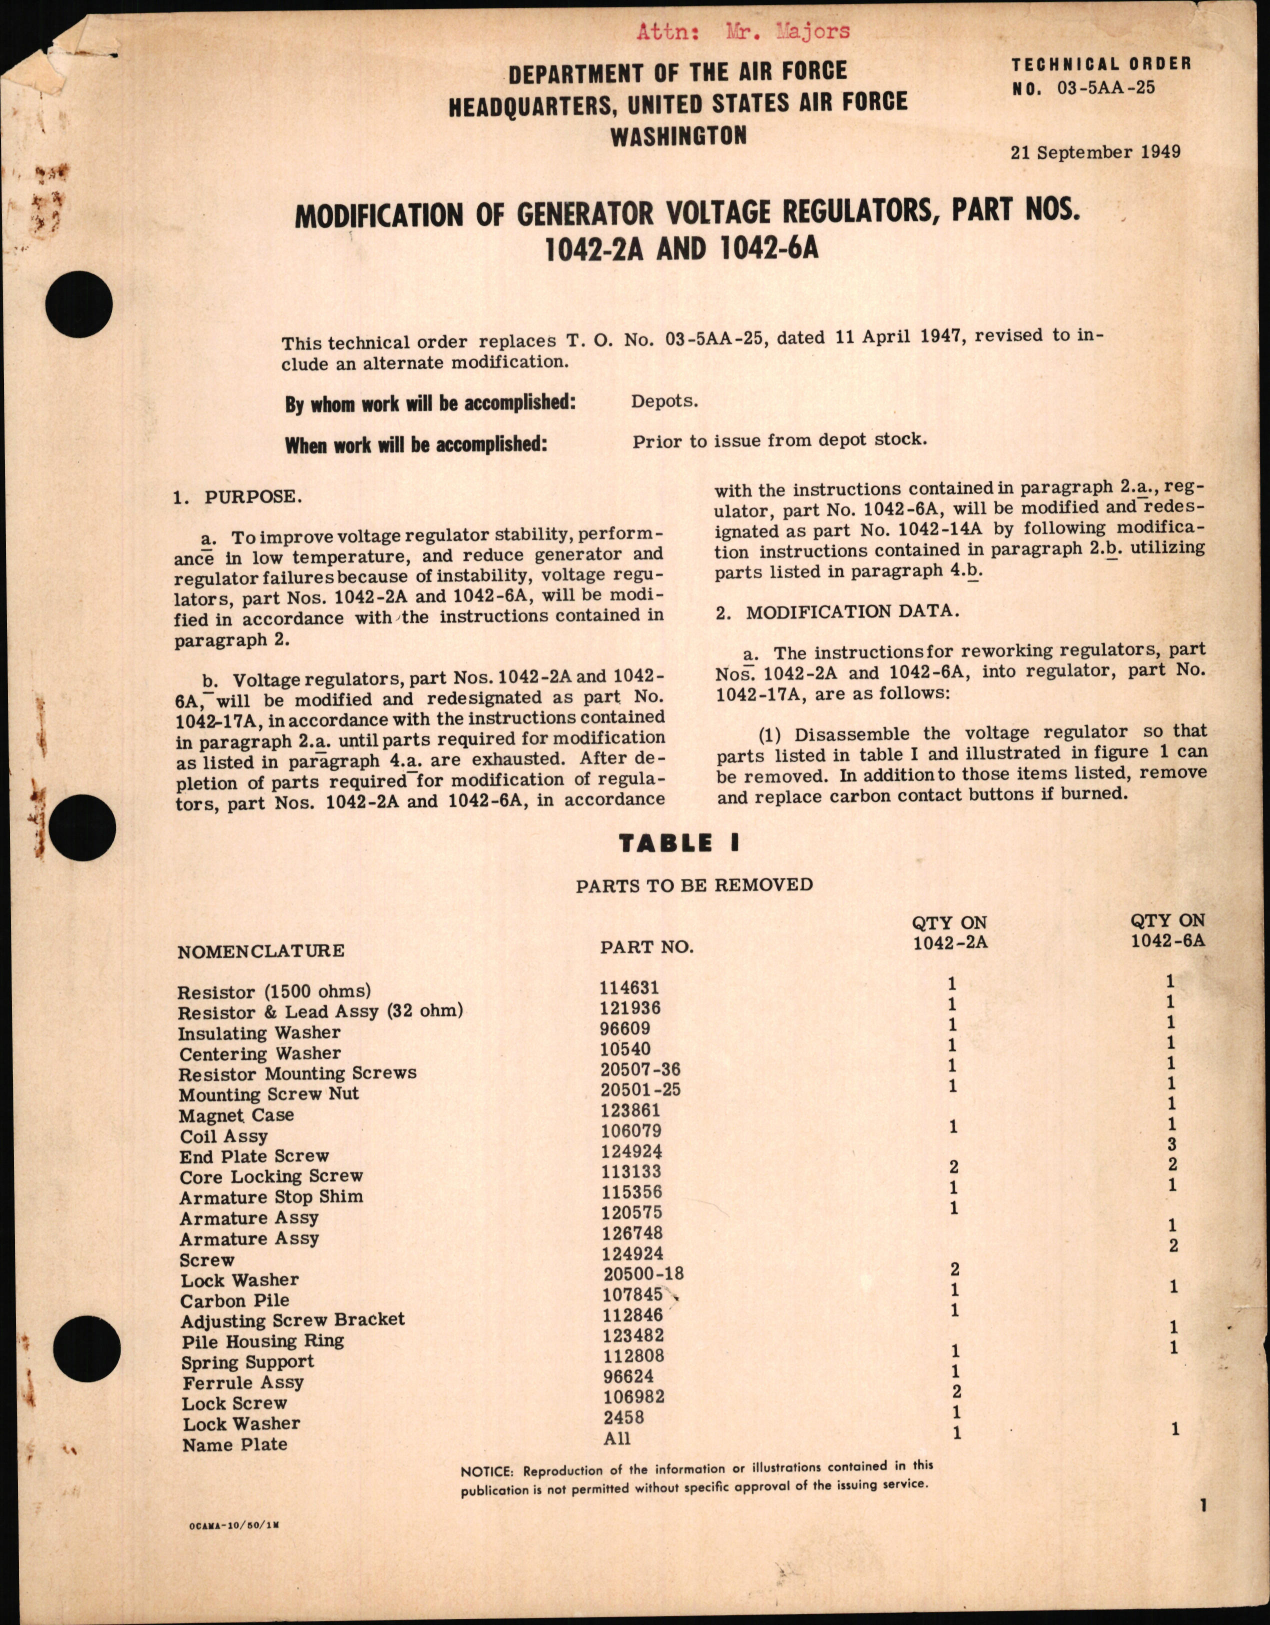 Attn: Mr. Majors
DEPARTMENT OF THE AIR FORCE
HEADQUARTERS, UNITED STATES AIR FORCE
WASHINGTON
TECHNICAL ORDER
NO. 03-5AA-25
21 September 1949
MODIFICATION OF GENERATOR VOLTAGE REGULATORS, PART NOS.
1042-2A AND 1042-6A
This technical order replaces T. O. No. 03-5AA-25, dated 11 April 1947, revised to in-
clude an alternate modification.
By whom work will be accomplished: Depots.
When work will be accomplished: Prior to issue from depot stock.
1. PURPOSE.
a. To improve voltage regulator stability, perform-
ance in low temperature, and reduce generator and
regulator failures because of instability, voltage regu-
lators, part Nos. 1042-2A and 1042-6A, will be modi-
fied in accordance with the instructions contained in
paragraph 2.
b. Voltage regulators, part Nos. 1042-2A and 1042-
6A, will be modified and redesignated as part No.
1042-17A, in accordance with the instructions contained
in paragraph 2.a. until parts required for modification
as listed in paragraph 4.a. are exhausted. After de-
pletion of parts required for modification of regula-
tors, part Nos. 1042-2A and 1042-6A, in accordance
with the instructions contained in paragraph 2.a., reg-
ulator, part No. 1042-6A, will be modified and redes-
ignated as part No. 1042-14A by following modifica-
tion instructions contained in paragraph 2.b. utilizing
parts listed in paragraph 4.b.
2. MODIFICATION DATA.
a. The instructions for reworking regulators, part
Nos. 1042-2A and 1042-6A, into regulator, part No.
1042-17A, are as follows:
(1) Disassemble the voltage regulator so that
parts listed in table I and illustrated in figure 1 can
be removed. In addition to those items listed, remove
and replace carbon contact buttons if burned.
TABLE I
PARTS TO BE REMOVED
QTY ON QTY ON
NOMENCLATURE PART NO. 1042-2A 1042-6A
Resistor (1500 ohms) 114631 1 1
Resistor & Lead Assy (32 ohm) 121936 1 1
Insulating Washer 96609 1 1
Centering Washer 10540 1 1
Resistor Mounting Screws 20507-36 1 1
Mounting Screw Nut 20501-25 1 1
Magnet Case 123861 1
Coil Assy 106079 1 1
End Plate Screw 124924 3
Core Locking Screw 113133 2 2
Armature Stop Shim 115356 1 1
Armature Assy 120575 1
Armature Assy 126748 1
Screw 124924 2
Lock Washer 20500-18 2
Carbon Pile 107845 1 1
Adjusting Screw Bracket 112846 1
Pile Housing Ring 123482 1
Spring Support 112808 1 1
Ferrule Assy 96624 1
Lock Screw 106982 2
Lock Washer 2458 1
Name Plate All 1 1
NOTICE: Reproduction of the information or illustrations contained in this
publication is not permitted without specific approval of the issuing service.
1
OCAMA-10/50/1M